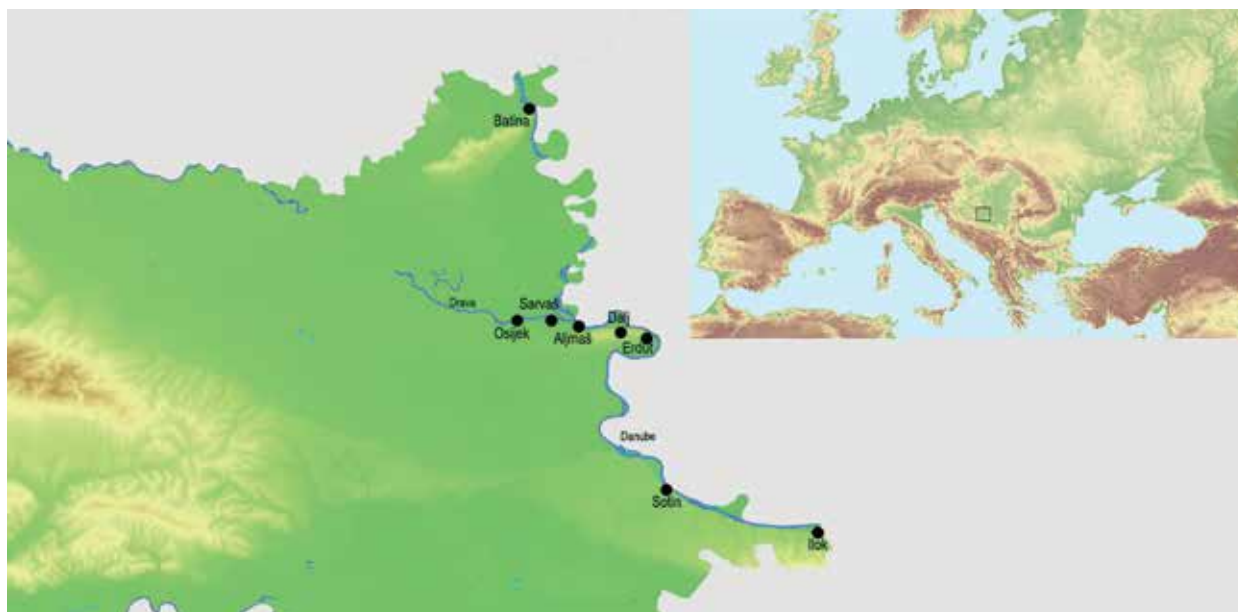 Batina
Drava
Sarvaš
Osijek
Aljmaš
Dalj
Erdut
Danube
Sotin
Ilok